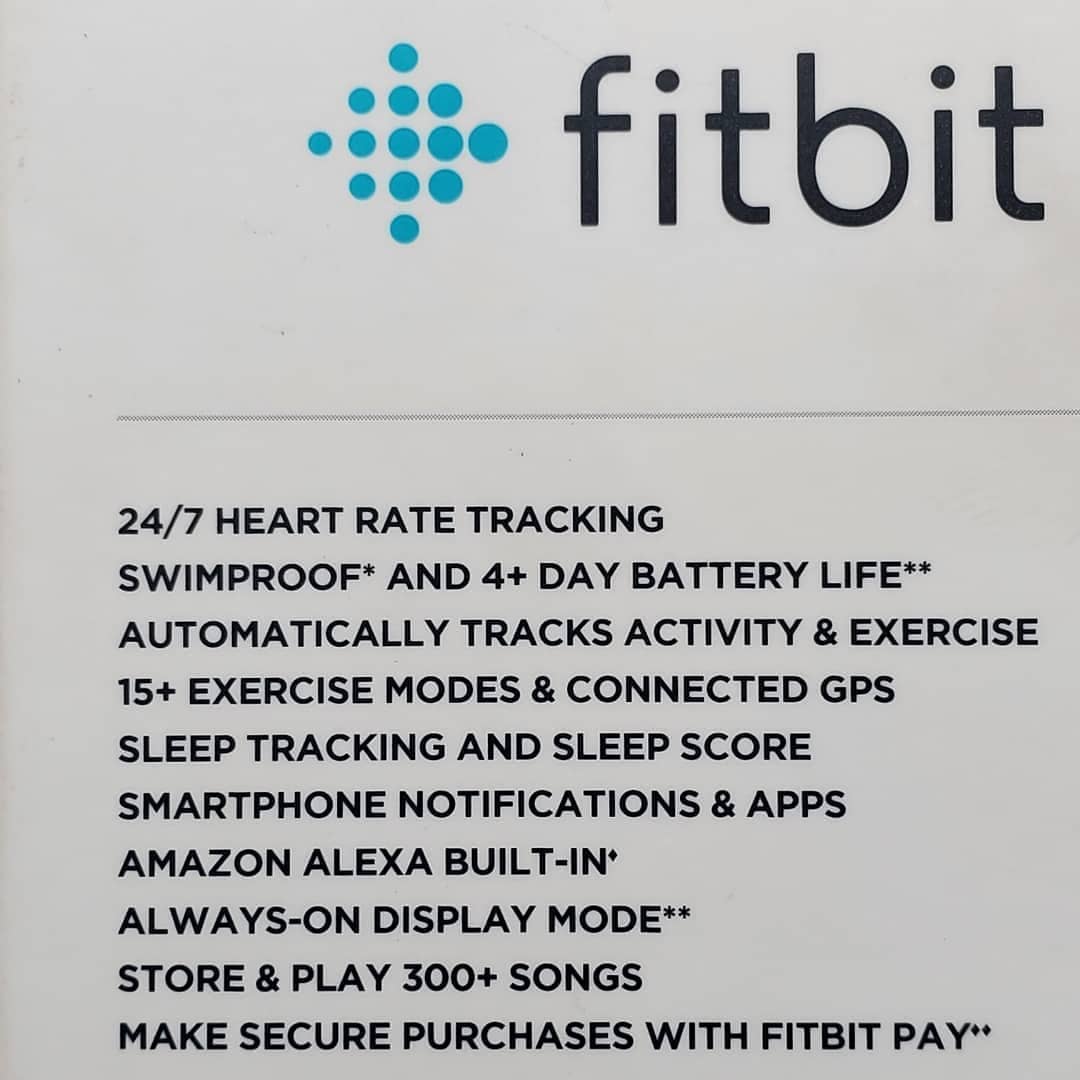 fitbit
24/7 HEART RATE TRACKING
SWIMPROOF* AND 4+ DAY BATTERY LIFE**
AUTOMATICALLY TRACKS ACTIVITY & EXERCISE
15+ EXERCISE MODES & CONNECTED GPS
SLEEP TRACKING AND SLEEP SCORE
SMARTPHONE NOTIFICATIONS & APPS
AMAZON ALEXA BUILT-IN♦
ALWAYS-ON DISPLAY MODE**
STORE & PLAY 300+ SONGS
MAKE SECURE PURCHASES WITH FITBIT PAY♦♦